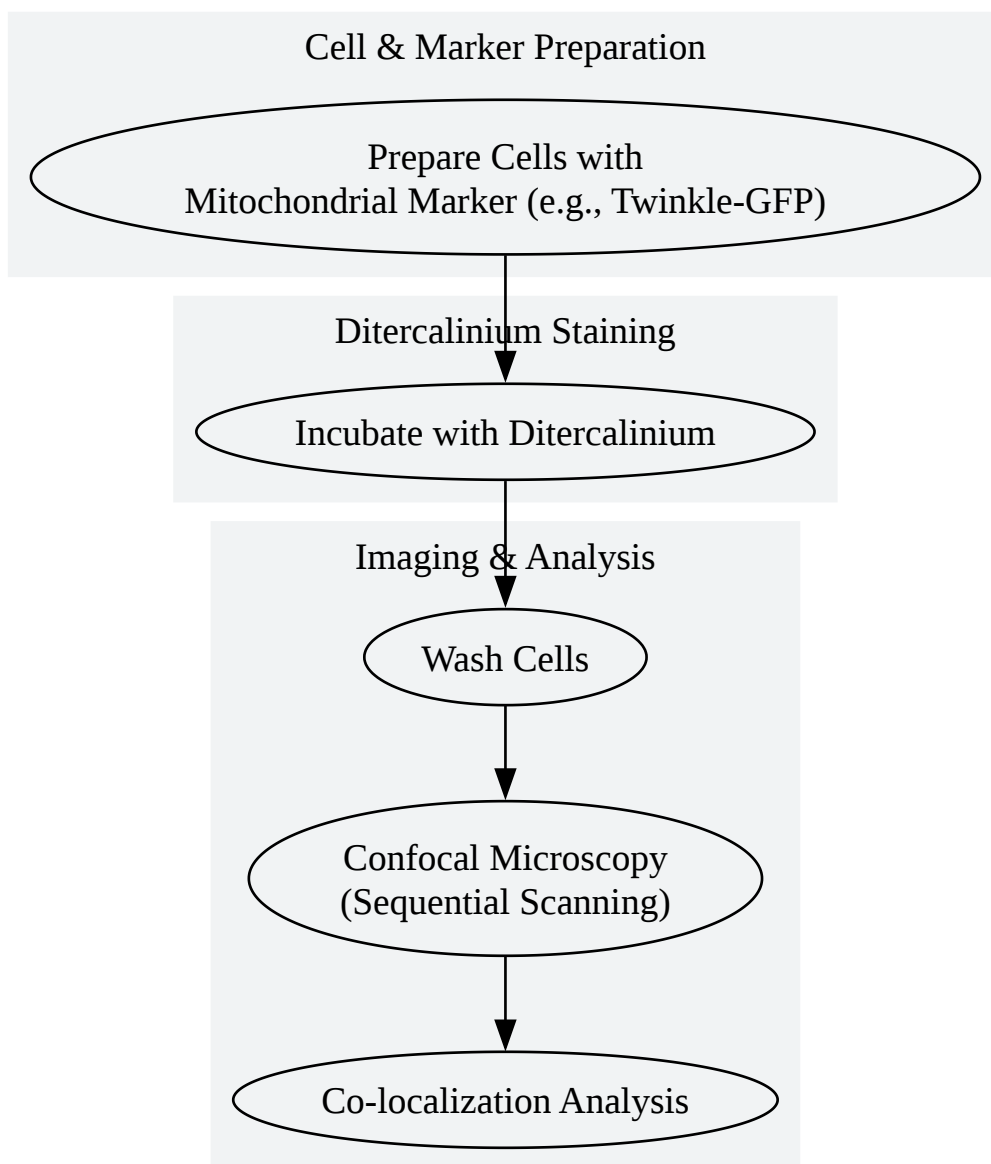 Cell & Marker Preparation
Prepare Cells with
Mitochondrial Marker (e.g., Twinkle-GFP)
Ditercalinium Staining
Incubate with Ditercalinium
Imaging & Analysis
Wash Cells
Confocal Microscopy
(Sequential Scanning)
Co-localization Analysis